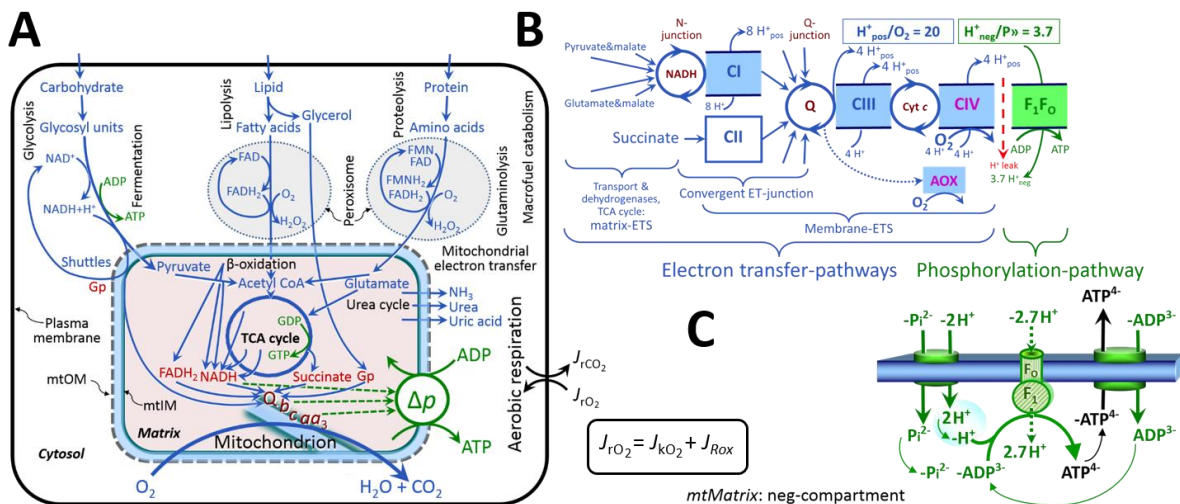 A
Carbohydrate
Lipid
Protein
Glycolysis
Glycosyl units
Fermentation
Lipolysis
Fatty acids
Glycerol
Proteolysis
Amino acids
Glutaminolysis
Macrofuel catabolism
NAD⁺
NADH+H⁺
ADP
ATP
FAD
FADH₂
O₂
H₂O₂
Peroxisome
FMN
FAD
FMNH₂
FADH₂
O₂
H₂O₂
Mitochondrial
electron transfer
Shuttles
Gp
Pyruvate
β-oxidation
Acetyl CoA
Glutamate
Urea cycle
NH₃
Urea
Uric acid
TCA cycle
GDP
GTP
FADH₂
NADH
Succinate
Gp
Q
b
c
aa₃
Δp
ADP
ATP
Plasma
membrane
mtOM
mtIM
Matrix
Mitochondrion
Cytosol
O₂
H₂O + CO₂
Aerobic respiration
JrCO₂
JrO₂
JrO₂ = JkO₂ + JRox
B
N-
junction
Q-
junction
H⁺pos/O₂ = 20
H⁺neg/P» = 3.7
Pyruvate&malate
Glutamate&malate
NADH
CI
8 H⁺pos
8 H⁺
Succinate
CII
Q
CIII
4 H⁺pos
4 H⁺pos
4 H⁺
Cyt c
CIV
4 H⁺pos
O₂
4 H⁺
4 H⁺
H⁺ leak
F₁FO
ADP
ATP
3.7 H⁺neg
AOX
O₂
Transport &
dehydrogenases,
TCA cycle:
matrix-ETS
Convergent ET-junction
Membrane-ETS
Electron transfer-pathways
Phosphorylation-pathway
C
-Pi²⁻
-2H⁺
-2.7H⁺
ATP⁴⁻
-ADP³⁻
FO
F₁
Pi²⁻
2H⁺
-H⁺
2.7H⁺
-ATP⁴⁻
ADP³⁻
-Pi²⁻
-ADP³⁻
ATP⁴⁻
mtMatrix: neg-compartment